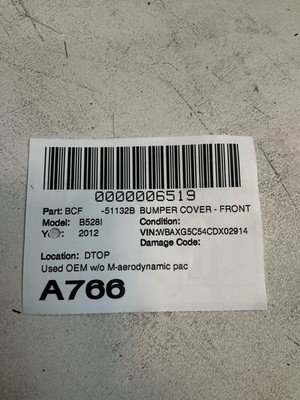 0000006519
Part: BCF -51132B BUMPER COVER - FRONT
Model: B528I Condition:
2012 VIN:WBAXG5C54CDX02914
Damage Code:
Location: DTOP
Used OEM w/o M-aerodynamic pac
A766